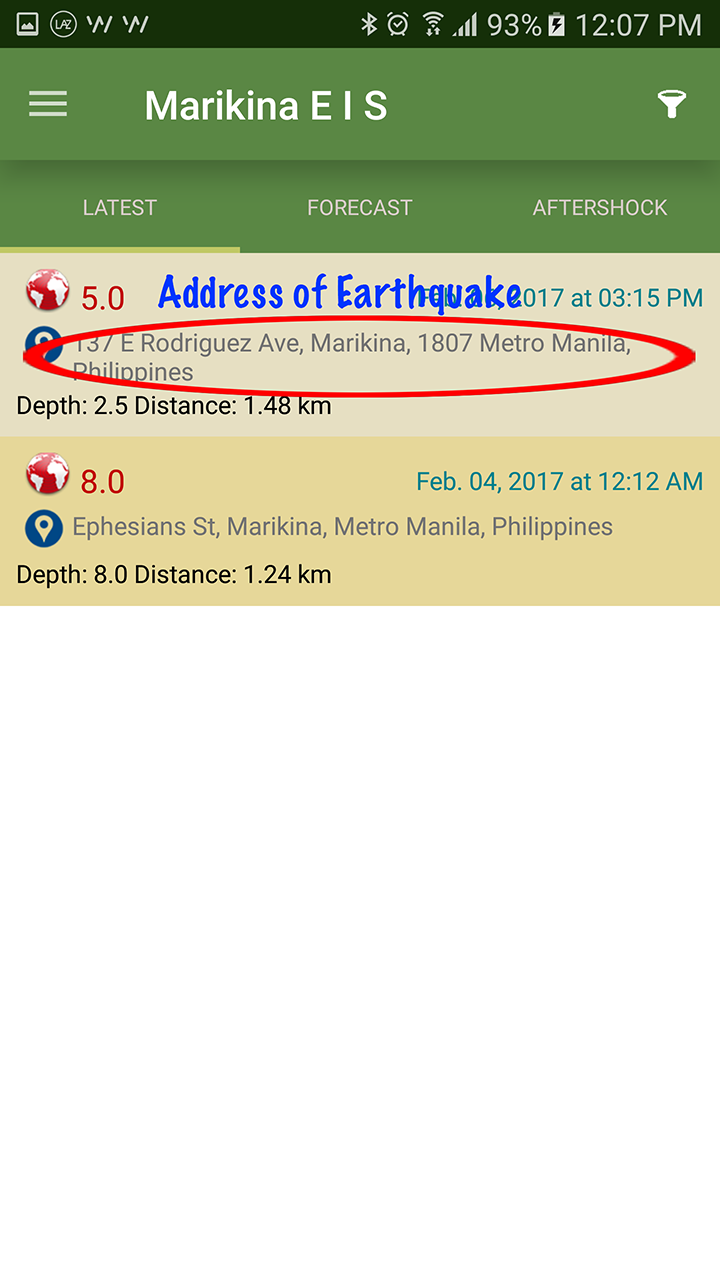 LAZ
93% 12:07 PM
Marikina E I S
LATEST FORECAST AFTERSHOCK
5.0 Address of Earthquake 2017 at 03:15 PM
137 E Rodriguez Ave, Marikina, 1807 Metro Manila,
Philippines
Depth: 2.5 Distance: 1.48 km
8.0 Feb. 04, 2017 at 12:12 AM
Ephesians St, Marikina, Metro Manila, Philippines
Depth: 8.0 Distance: 1.24 km